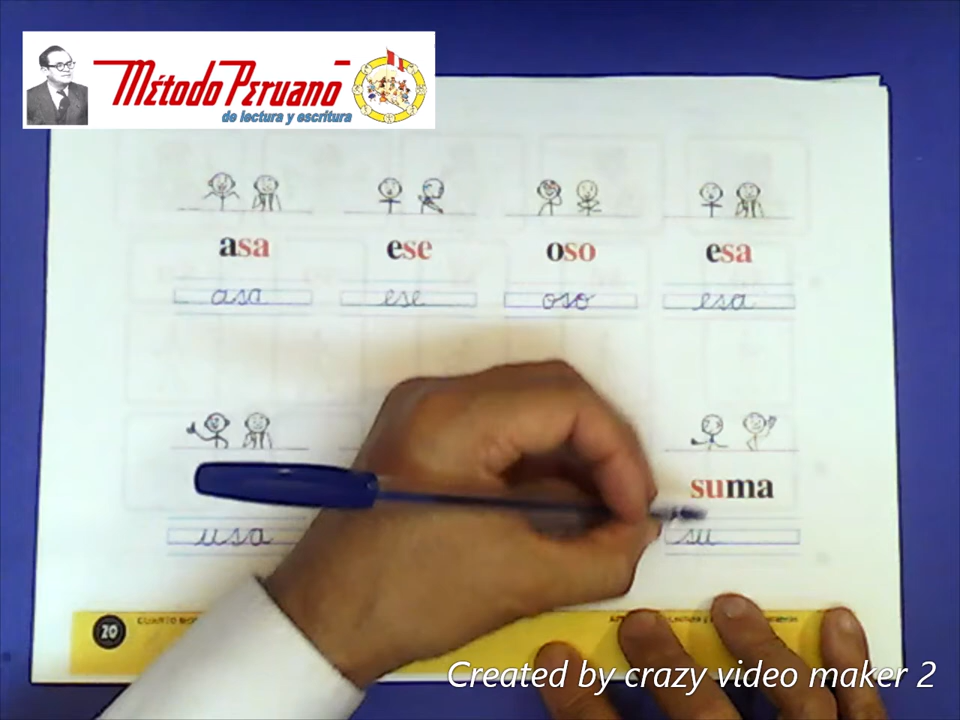 Método Peruano
de lectura y escritura
asa ese oso esa
asa ese oso esa
suma
usa su
20 CUARTO
Created by crazy video maker 2